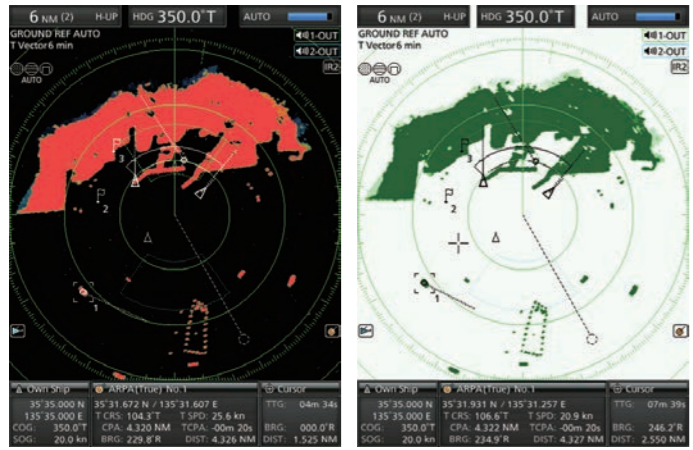 6 NM (2) H-UP HDG 350.0°T AUTO
GROUND REF AUTO
T Vector 6 min
1-OUT
2-OUT
IR2
AUTO
3
2
1
Own Ship
35°35.000 N
135°35.000 E
COG: 350.0°T
SOG: 20.0 kn
ARPA(True) No.1
35°31.672 N / 135°31.607 E
T CRS: 104.3°T T SPD: 25.6 kn
CPA: 4.320 NM TCPA: -00m 20s
BRG: 229.8°R DIST: 4.326 NM
Cursor
TTG: 04m 34s
BRG: 000.0°R
DIST: 1.525 NM
6 NM (2) H-UP HDG 350.0°T AUTO
GROUND REF AUTO
T Vector 6 min
1-OUT
2-OUT
IR2
AUTO
3
2
1
Own Ship
35°35.000 N
135°35.000 E
COG: 350.0°T
SOG: 20.0 kn
ARPA(True) No.1
35°31.931 N / 135°31.257 E
T CRS: 106.6°T T SPD: 20.9 kn
CPA: 4.322 NM TCPA: -00m 20s
BRG: 234.9°R DIST: 4.327 NM
Cursor
TTG: 07m 39s
BRG: 246.2°R
DIST: 2.550 NM